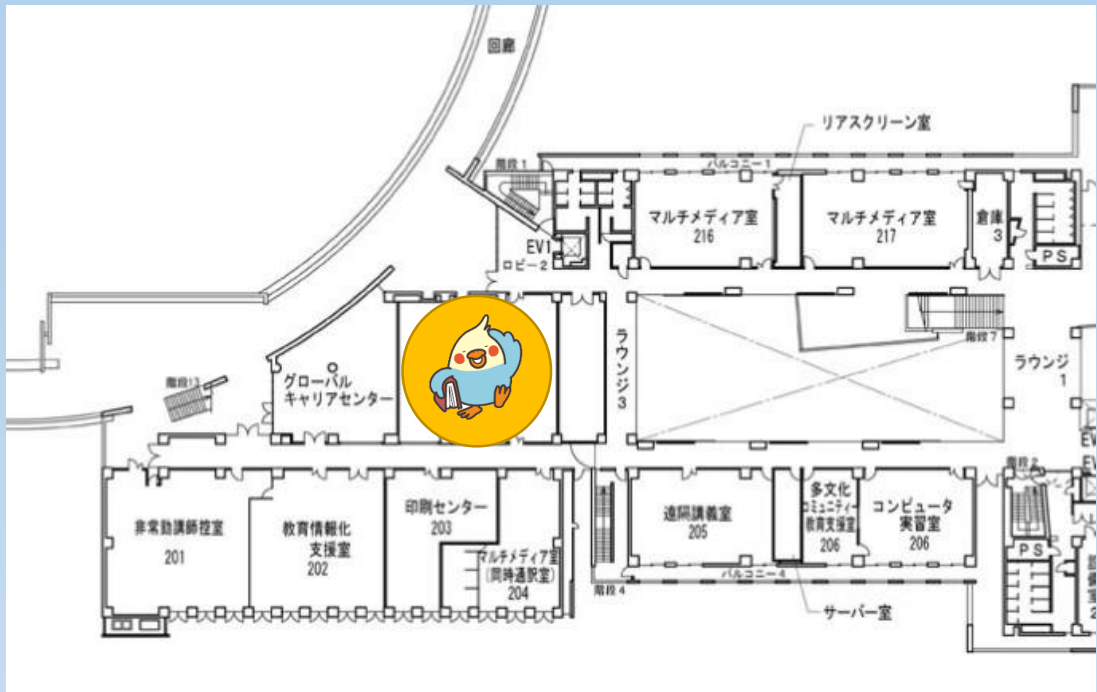 回廊
リアスクリーン室
階段1
バルコニー1
マルチメディア室
216
マルチメディア室
217
倉庫
3
EV1
ロビー2
PS
階段7
ラウンジ
3
ラウンジ
1
グローバル
キャリアセンター
階段13
非常勤講師控室
201
教育情報化
支援室
202
印刷センター
203
マルチメディア室
(同時通訳室)
204
遠隔講義室
205
多文化
コミュニティー
教育支援室
206
コンピュータ
実習室
206
階段2
PS
階段4
バルコニー4
サーバー室